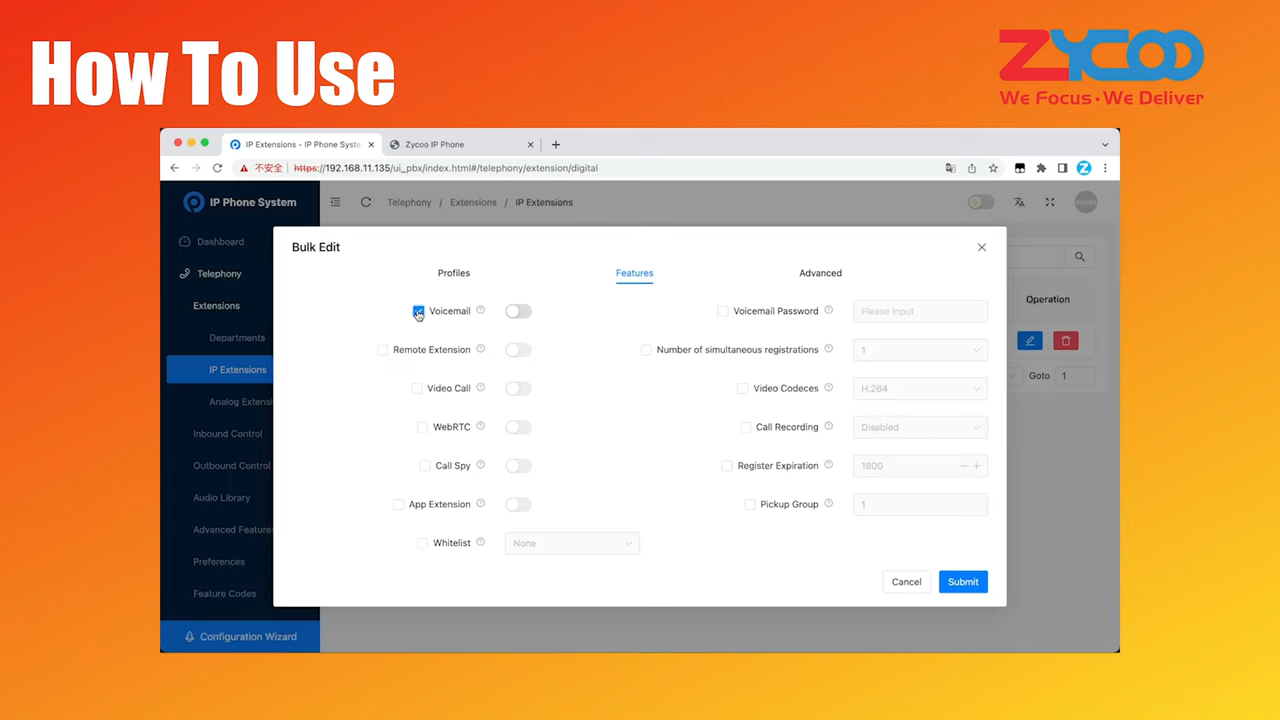 How To Use
ZYCOO
We Focus · We Deliver
IP Extensions - IP Phone Syste
Zycoo IP Phone
不安全
https://192.168.11.135/ui_pbx/index.html#/telephony/extension/digital
IP Phone System
Telephony / Extensions / IP Extensions
Dashboard
Telephony
Extensions
Departments
IP Extensions
Analog Extensi
Inbound Control
Outbound Control
Audio Library
Advanced Feature
Preferences
Feature Codes
Configuration Wizard
Bulk Edit
Profiles
Features
Advanced
Voicemail
Voicemail Password
Please Input
Remote Extension
Number of simultaneous registrations
1
Video Call
Video Codeces
H.264
WebRTC
Call Recording
Disabled
Call Spy
Register Expiration
1800
App Extension
Pickup Group
1
Whitelist
None
Cancel
Submit
Operation
Goto
1